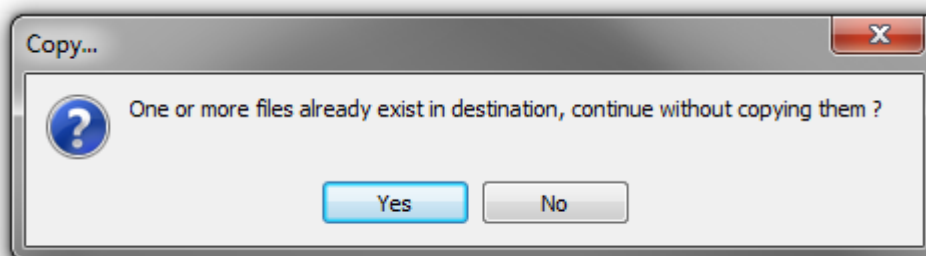 Copy...
One or more files already exist in destination, continue without copying them ?
Yes
No